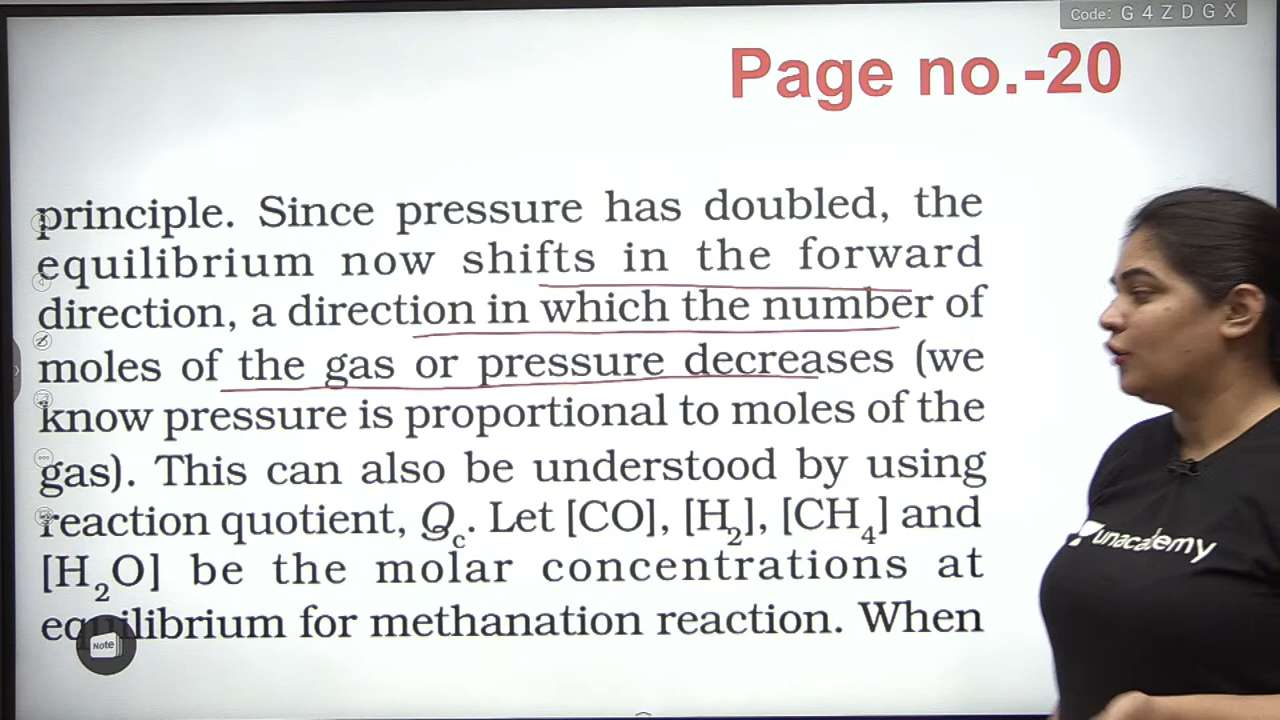 Code: G 4 Z D G X
Page no.-20
principle. Since pressure has doubled, the
equilibrium now shifts in the forward
direction, a direction in which the number of
moles of the gas or pressure decreases (we
know pressure is proportional to moles of the
gas). This can also be understood by using
reaction quotient, Qc. Let [CO], [H2], [CH4] and
[H2O] be the molar concentrations at
equilibrium for methanation reaction. When
unacademy
Note